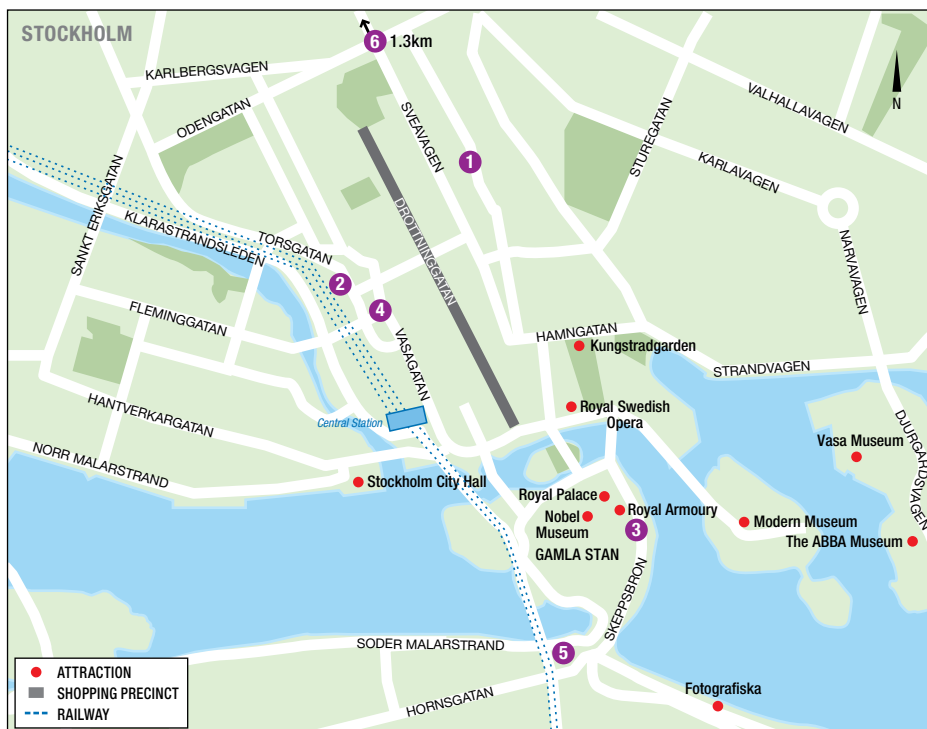 STOCKHOLM
6 1.3km
KARLBERGSVAGEN
ODENGATAN
SVEAVAGEN
N
VALHALLAVAGEN
STUREGATAN
KARLAVAGEN
1
SANKT ERIKSGATAN
KLARASTRANDSLEDEN
TORSGATAN
DROTTNINGGATAN
NARVAVAGEN
2
4
FLEMINGGATAN
VASAGATAN
HAMNGATAN
Kungstradgarden
STRANDVAGEN
HANTVERKARGATAN
Central Station
Royal Swedish
Opera
DJURGARDSVAGEN
Vasa Museum
NORR MALARSTRAND
Stockholm City Hall
Royal Palace
Royal Armoury
Nobel
Museum
3
Modern Museum
The ABBA Museum
GAMLA STAN
SKEPPSBRON
SODER MALARSTRAND
5
HORNSGATAN
Fotografiska
ATTRACTION
SHOPPING PRECINCT
RAILWAY